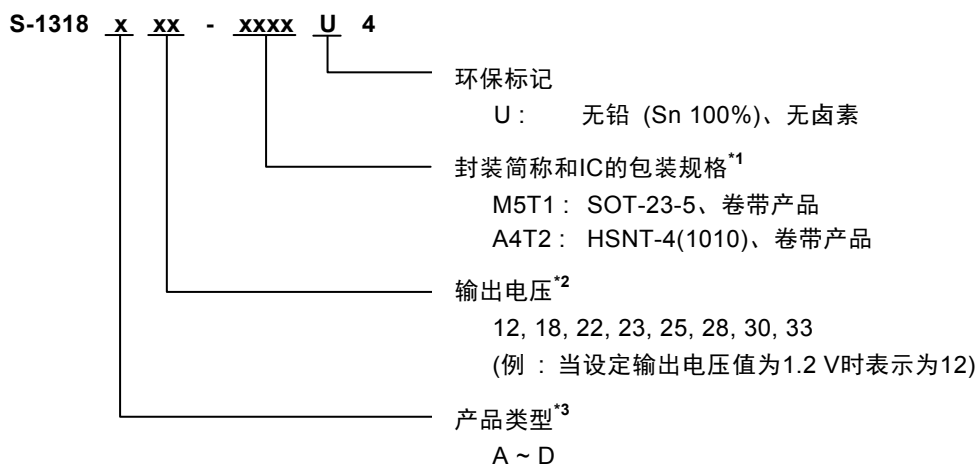 S-1318 x xx - xxxx U 4
环保标记
U : 无铅 (Sn 100%)、无卤素
封装简称和IC的包装规格*1
M5T1 : SOT-23-5、卷带产品
A4T2 : HSNT-4(1010)、卷带产品
输出电压*2
12, 18, 22, 23, 25, 28, 30, 33
(例 : 当设定输出电压值为1.2 V时表示为12)
产品类型*3
A ~ D